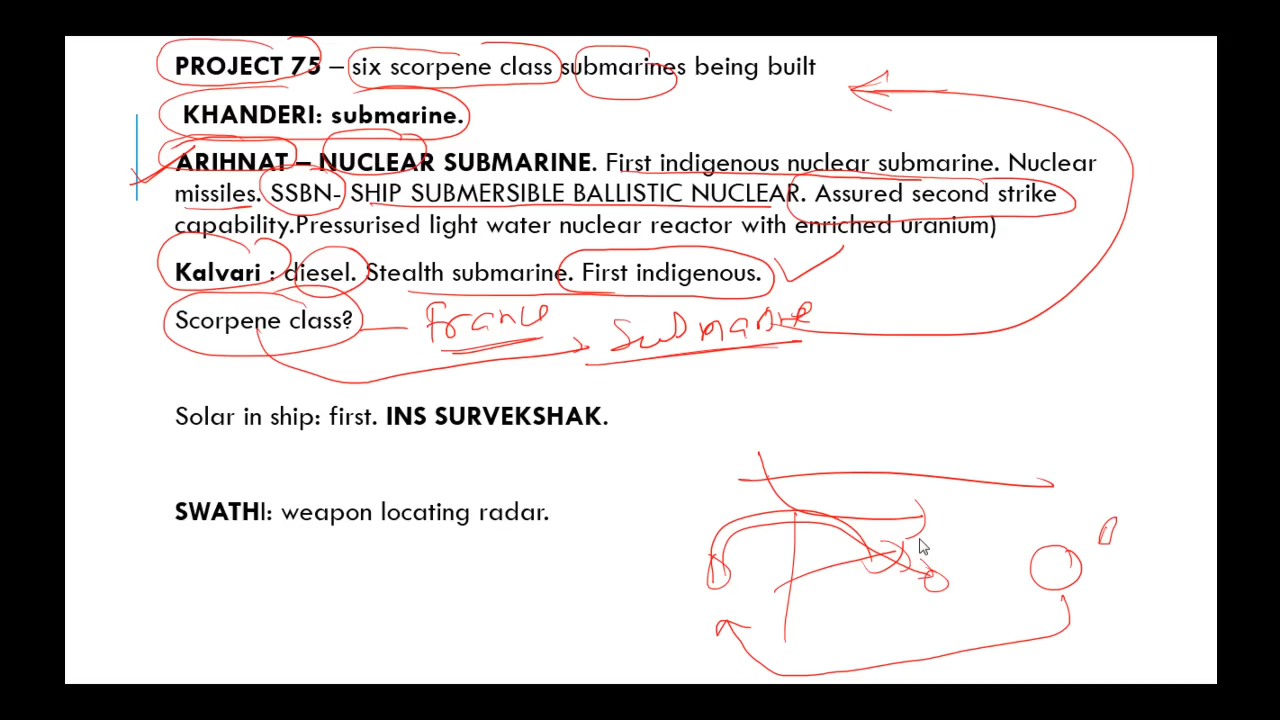 PROJECT 75 – six scorpene class submarines being built
KHANDERI: submarine.
ARIHNAT – NUCLEAR SUBMARINE. First indigenous nuclear submarine. Nuclear
missiles. SSBN- SHIP SUBMERSIBLE BALLISTIC NUCLEAR. Assured second strike
capability.Pressurised light water nuclear reactor with enriched uranium)
Kalvari : diesel. Stealth submarine. First indigenous.
Scorpene class? France Submarine
Solar in ship: first. INS SURVEKSHAK.
SWATHI: weapon locating radar.